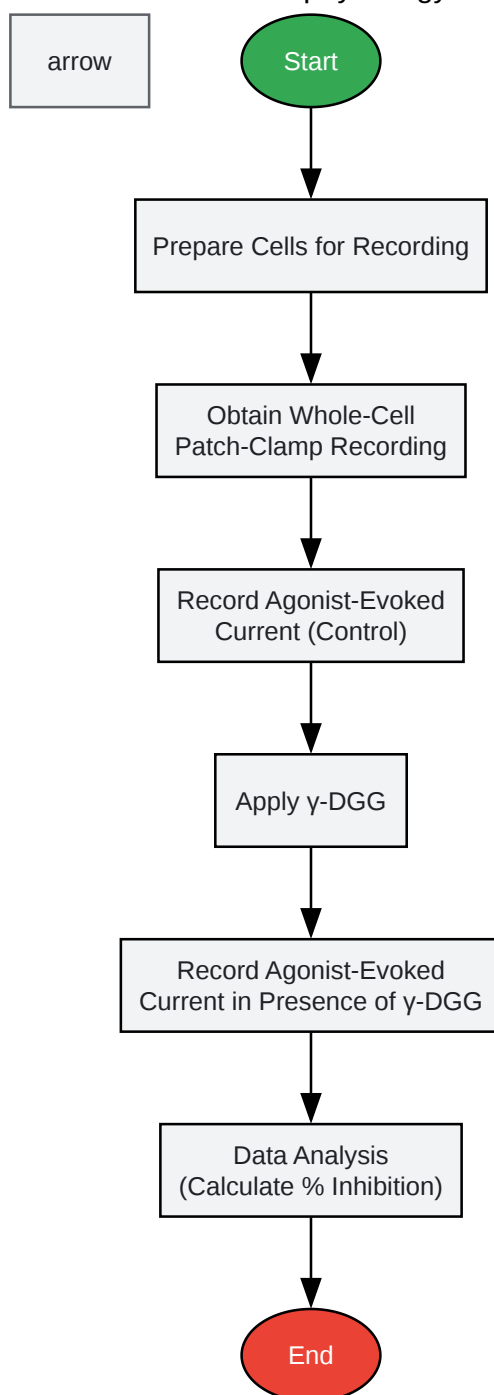 arrow
Start
Prepare Cells for Recording
Obtain Whole-Cell
Patch-Clamp Recording
Record Agonist-Evoked
Current (Control)
Apply γ-DGG
Record Agonist-Evoked
Current in Presence of γ-DGG
Data Analysis
(Calculate % Inhibition)
End